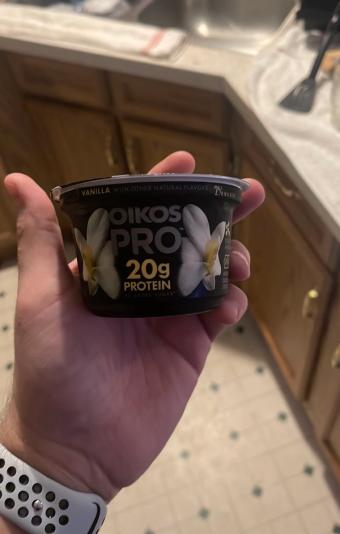 VANILLA WITH OTHER NATURAL FLAVORS
OIKOS
PRO
20g
PROTEIN